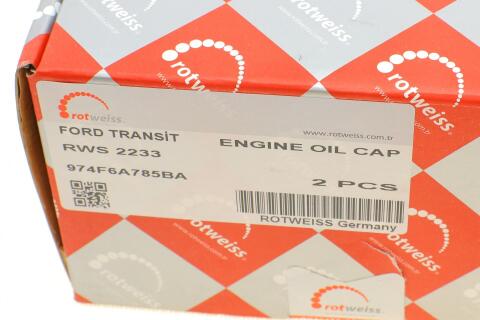 rotweiss.
rotweiss.
FORD TRANSİT
www.rotweiss.com.tr
RWS 2233
ENGINE OIL CAP
974F6A785BA
2 PCS
ROTWEISS Germany
rotweiss.
rotweiss.
rotweiss.